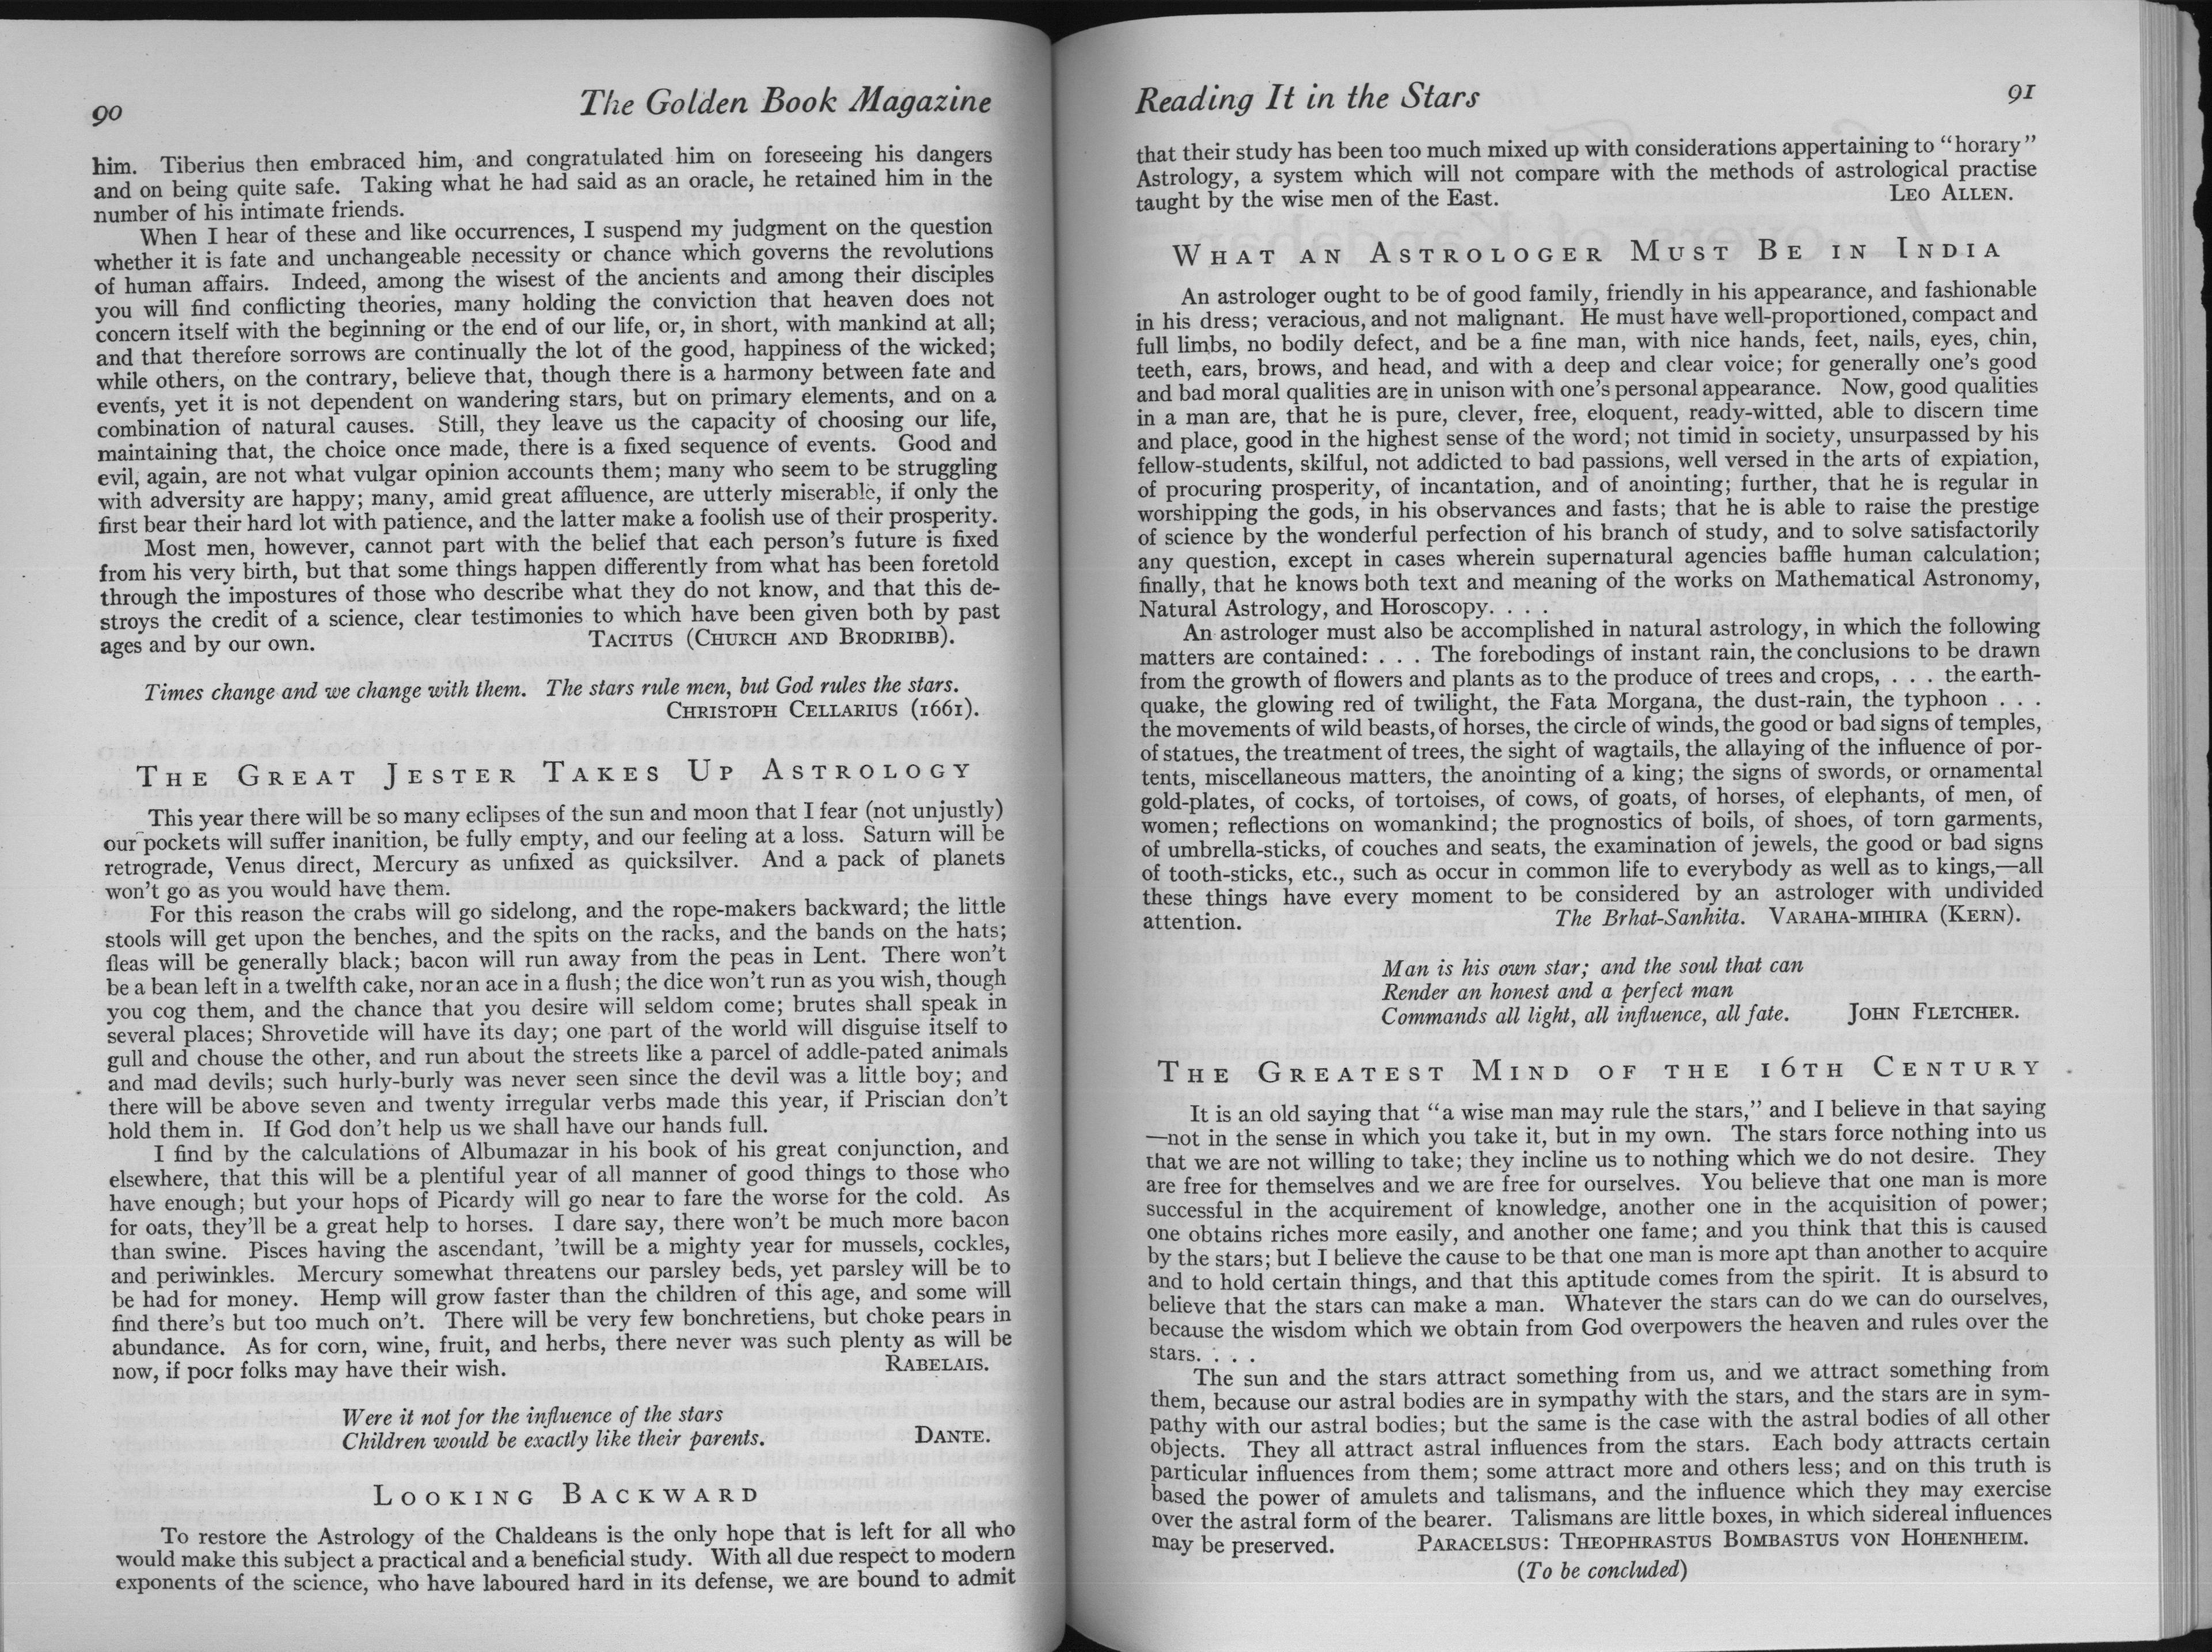 90
The Golden Book Magazine
him. Tiberius then embraced him, and congratulated him on foreseeing his dangers
and on being quite safe. Taking what he had said as an oracle, he retained him in the
number of his intimate friends.
When I hear of these and like occurrences, I suspend my judgment on the question
whether it is fate and unchangeable necessity or chance which governs the revolutions
of human affairs. Indeed, among the wisest of the ancients and among their disciples
you will find conflicting theories, many holding the conviction that heaven does not
concern itself with the beginning or the end of our life, or, in short, with mankind at all;
and that therefore sorrows are continually the lot of the good, happiness of the wicked;
while others, on the contrary, believe that, though there is a harmony between fate and
events, yet it is not dependent on wandering stars, but on primary elements, and on a
combination of natural causes. Still, they leave us the capacity of choosing our life,
maintaining that, the choice once made, there is a fixed sequence of events. Good and
evil, again, are not what vulgar opinion accounts them; many who seem to be struggling
with adversity are happy; many, amid great affluence, are utterly miserable, if only the
first bear their hard lot with patience, and the latter make a foolish use of their prosperity.
Most men, however, cannot part with the belief that each person's future is fixed
from his very birth, but that some things happen differently from what has been foretold
through the impostures of those who describe what they do not know, and that this de-
stroys the credit of a science, clear testimonies to which have been given both by past
ages and by our own. TACITUS (CHURCH AND BRODRIBB).
Times change and we change with them. The stars rule men, but God rules the stars.
CHRISTOPH CELLARIUS (1661).
THE GREAT JESTER TAKES UP ASTROLOGY
This year there will be so many eclipses of the sun and moon that I fear (not unjustly)
our pockets will suffer inanition, be fully empty, and our feeling at a loss. Saturn will be
retrograde, Venus direct, Mercury as unfixed as quicksilver. And a pack of planets
won't go as you would have them.
For this reason the crabs will go sidelong, and the rope-makers backward; the little
stools will get upon the benches, and the spits on the racks, and the bands on the hats;
fleas will be generally black; bacon will run away from the peas in Lent. There won't
be a bean left in a twelfth cake, nor an ace in a flush; the dice won't run as you wish, though
you cog them, and the chance that you desire will seldom come; brutes shall speak in
several places; Shrovetide will have its day; one part of the world will disguise itself to
gull and chouse the other, and run about the streets like a parcel of addle-pated animals
and mad devils; such hurly-burly was never seen since the devil was a little boy; and
there will be above seven and twenty irregular verbs made this year, if Priscian don't
hold them in. If God don't help us we shall have our hands full.
I find by the calculations of Albumazar in his book of his great conjunction, and
elsewhere, that this will be a plentiful year of all manner of good things to those who
have enough; but your hops of Picardy will go near to fare the worse for the cold. As
for oats, they'll be a great help to horses. I dare say, there won't be much more bacon
than swine. Pisces having the ascendant, 'twill be a mighty year for mussels, cockles,
and periwinkles. Mercury somewhat threatens our parsley beds, yet parsley will be to
be had for money. Hemp will grow faster than the children of this age, and some will
find there's but too much on't. There will be very few bonchretiens, but choke pears in
abundance. As for corn, wine, fruit, and herbs, there never was such plenty as will be
now, if poor folks may have their wish. RABELAIS.
Were it not for the influence of the stars
Children would be exactly like their parents. DANTE.
LOOKING BACKWARD
To restore the Astrology of the Chaldeans is the only hope that is left for all who
would make this subject a practical and a beneficial study. With all due respect to modern
exponents of the science, who have laboured hard in its defense, we are bound to admit
Reading It in the Stars
91
that their study has been too much mixed up with considerations appertaining to "horary"
Astrology, a system which will not compare with the methods of astrological practise
taught by the wise men of the East. LEO ALLEN.
WHAT AN ASTROLOGER MUST BE IN INDIA
An astrologer ought to be of good family, friendly in his appearance, and fashionable
in his dress; veracious, and not malignant. He must have well-proportioned, compact and
full limbs, no bodily defect, and be a fine man, with nice hands, feet, nails, eyes, chin,
teeth, ears, brows, and head, and with a deep and clear voice; for generally one's good
and bad moral qualities are in unison with one's personal appearance. Now, good qualities
in a man are, that he is pure, clever, free, eloquent, ready-witted, able to discern time
and place, good in the highest sense of the word; not timid in society, unsurpassed by his
fellow-students, skilful, not addicted to bad passions, well versed in the arts of expiation,
of procuring prosperity, of incantation, and of anointing; further, that he is regular in
worshipping the gods, in his observances and fasts; that he is able to raise the prestige
of science by the wonderful perfection of his branch of study, and to solve satisfactorily
any question, except in cases wherein supernatural agencies baffle human calculation;
finally, that he knows both text and meaning of the works on Mathematical Astronomy,
Natural Astrology, and Horoscopy. . . .
An astrologer must also be accomplished in natural astrology, in which the following
matters are contained: . . . The forebodings of instant rain, the conclusions to be drawn
from the growth of flowers and plants as to the produce of trees and crops, . . . the earth-
quake, the glowing red of twilight, the Fata Morgana, the dust-rain, the typhoon . . .
the movements of wild beasts, of horses, the circle of winds, the good or bad signs of temples,
of statues, the treatment of trees, the sight of wagtails, the allaying of the influence of por-
tents, miscellaneous matters, the anointing of a king; the signs of swords, or ornamental
gold-plates, of cocks, of tortoises, of cows, of goats, of horses, of elephants, of men, of
women; reflections on womankind; the prognostics of boils, of shoes, of torn garments,
of umbrella-sticks, of couches and seats, the examination of jewels, the good or bad signs
of tooth-sticks, etc., such as occur in common life to everybody as well as to kings,—all
these things have every moment to be considered by an astrologer with undivided
attention. The Brhat-Sanhita. VARAHA-MIHIRA (KERN).
Man is his own star; and the soul that can
Render an honest and a perfect man
Commands all light, all influence, all fate. JOHN FLETCHER.
THE GREATEST MIND OF THE 16TH CENTURY
It is an old saying that "a wise man may rule the stars," and I believe in that saying
—not in the sense in which you take it, but in my own. The stars force nothing into us
that we are not willing to take; they incline us to nothing which we do not desire. They
are free for themselves and we are free for ourselves. You believe that one man is more
successful in the acquirement of knowledge, another one in the acquisition of power;
one obtains riches more easily, and another one fame; and you think that this is caused
by the stars; but I believe the cause to be that one man is more apt than another to acquire
and to hold certain things, and that this aptitude comes from the spirit. It is absurd to
believe that the stars can make a man. Whatever the stars can do we can do ourselves,
because the wisdom which we obtain from God overpowers the heaven and rules over the
stars. . . .
The sun and the stars attract something from us, and we attract something from
them, because our astral bodies are in sympathy with the stars, and the stars are in sym-
pathy with our astral bodies; but the same is the case with the astral bodies of all other
objects. They all attract astral influences from the stars. Each body attracts certain
particular influences from them; some attract more and others less; and on this truth is
based the power of amulets and talismans, and the influence which they may exercise
over the astral form of the bearer. Talismans are little boxes, in which sidereal influences
may be preserved. PARACELSUS: THEOPHRASTUS BOMBASTUS VON HOHENHEIM.
(To be concluded)